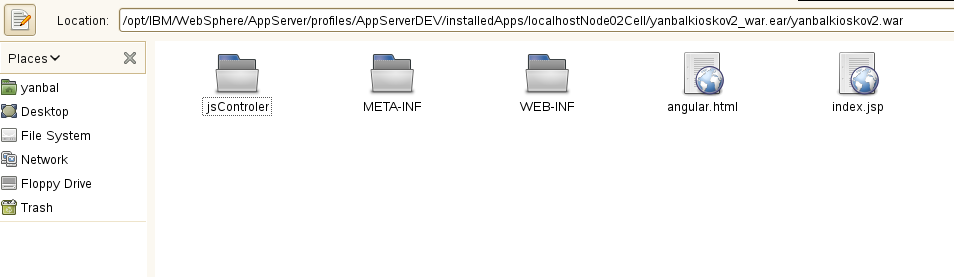 Location: /opt/IBM/WebSphere/AppServer/profiles/AppServerDEV/installedApps/localhostNode02Cell/yanbalkioskov2_war.ear/yanbalkioskov2.war
Places
yanbal
Desktop
File System
Network
Floppy Drive
Trash
jsControler META-INF WEB-INF angular.html index.jsp